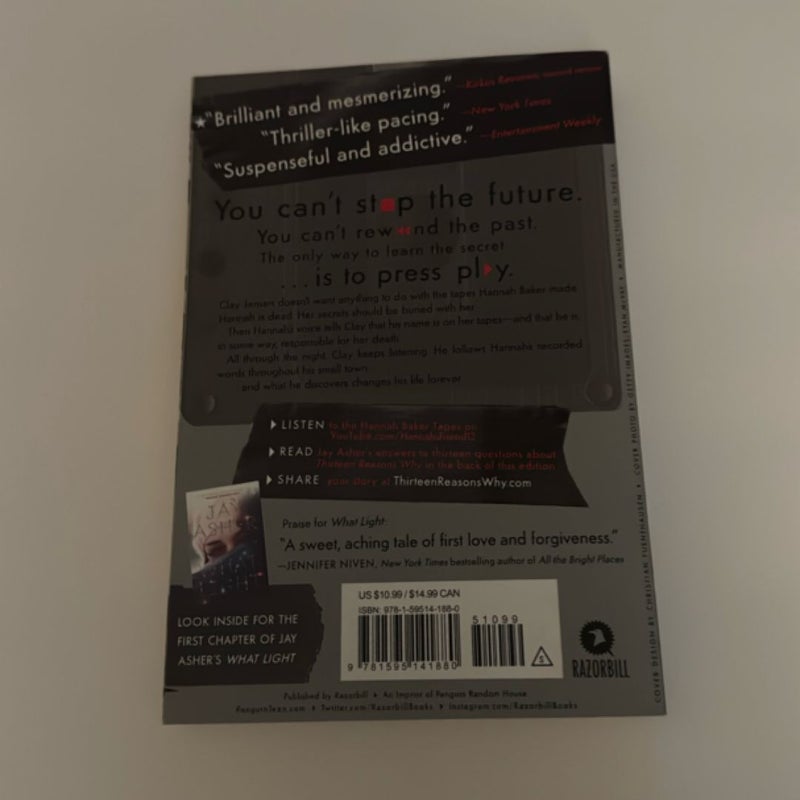 ★"Brilliant and mesmerizing." —Kirkus Reviews, starred review
"Thriller-like pacing." —New York Times
"Suspenseful and addictive." —Entertainment Weekly
You can't stop the future.
You can't rewind the past.
The only way to learn the secret
. . . is to press play.
Clay Jensen doesn't want anything to do with the tapes Hannah Baker made.
Hannah is dead. Her secrets should be buried with her.
Then Hannah's voice tells Clay that his name is on her tapes—and that he is,
in some way, responsible for her death.
All through the night, Clay keeps listening. He follows Hannah's recorded
words throughout his small town. . .
. . . and what he discovers changes his life forever.
LISTEN to the Hannah Baker Tapes on
YouTube.com/
READ Jay Asher's answers to thirteen questions about
Thirteen Reasons Why in the back of this edition
SHARE your story at ThirteenReasonsWhy.com
JAY
ASHER
Praise for What Light:
"A sweet, aching tale of first love and forgiveness."
—JENNIFER NIVEN, New York Times bestselling author of All the Bright Places
LOOK INSIDE FOR THE
FIRST CHAPTER OF JAY
ASHER'S WHAT LIGHT
US $10.99 / $14.99 CAN
ISBN: 978-1-59514-188-0
51099
9 781595 141880
S
RAZORBILL
Published by Razorbill • An Imprint of Penguin Random House
PenguinTeen.com • Twitter.com/RazorbillBooks • Instagram.com/RazorbillBooks
COVER DESIGN BY CHRISTIAN FUENFHAUSEN • COVER PHOTO BY GETTY IMAGES/RYAN MCVAY • MANUFACTURED IN THE USA